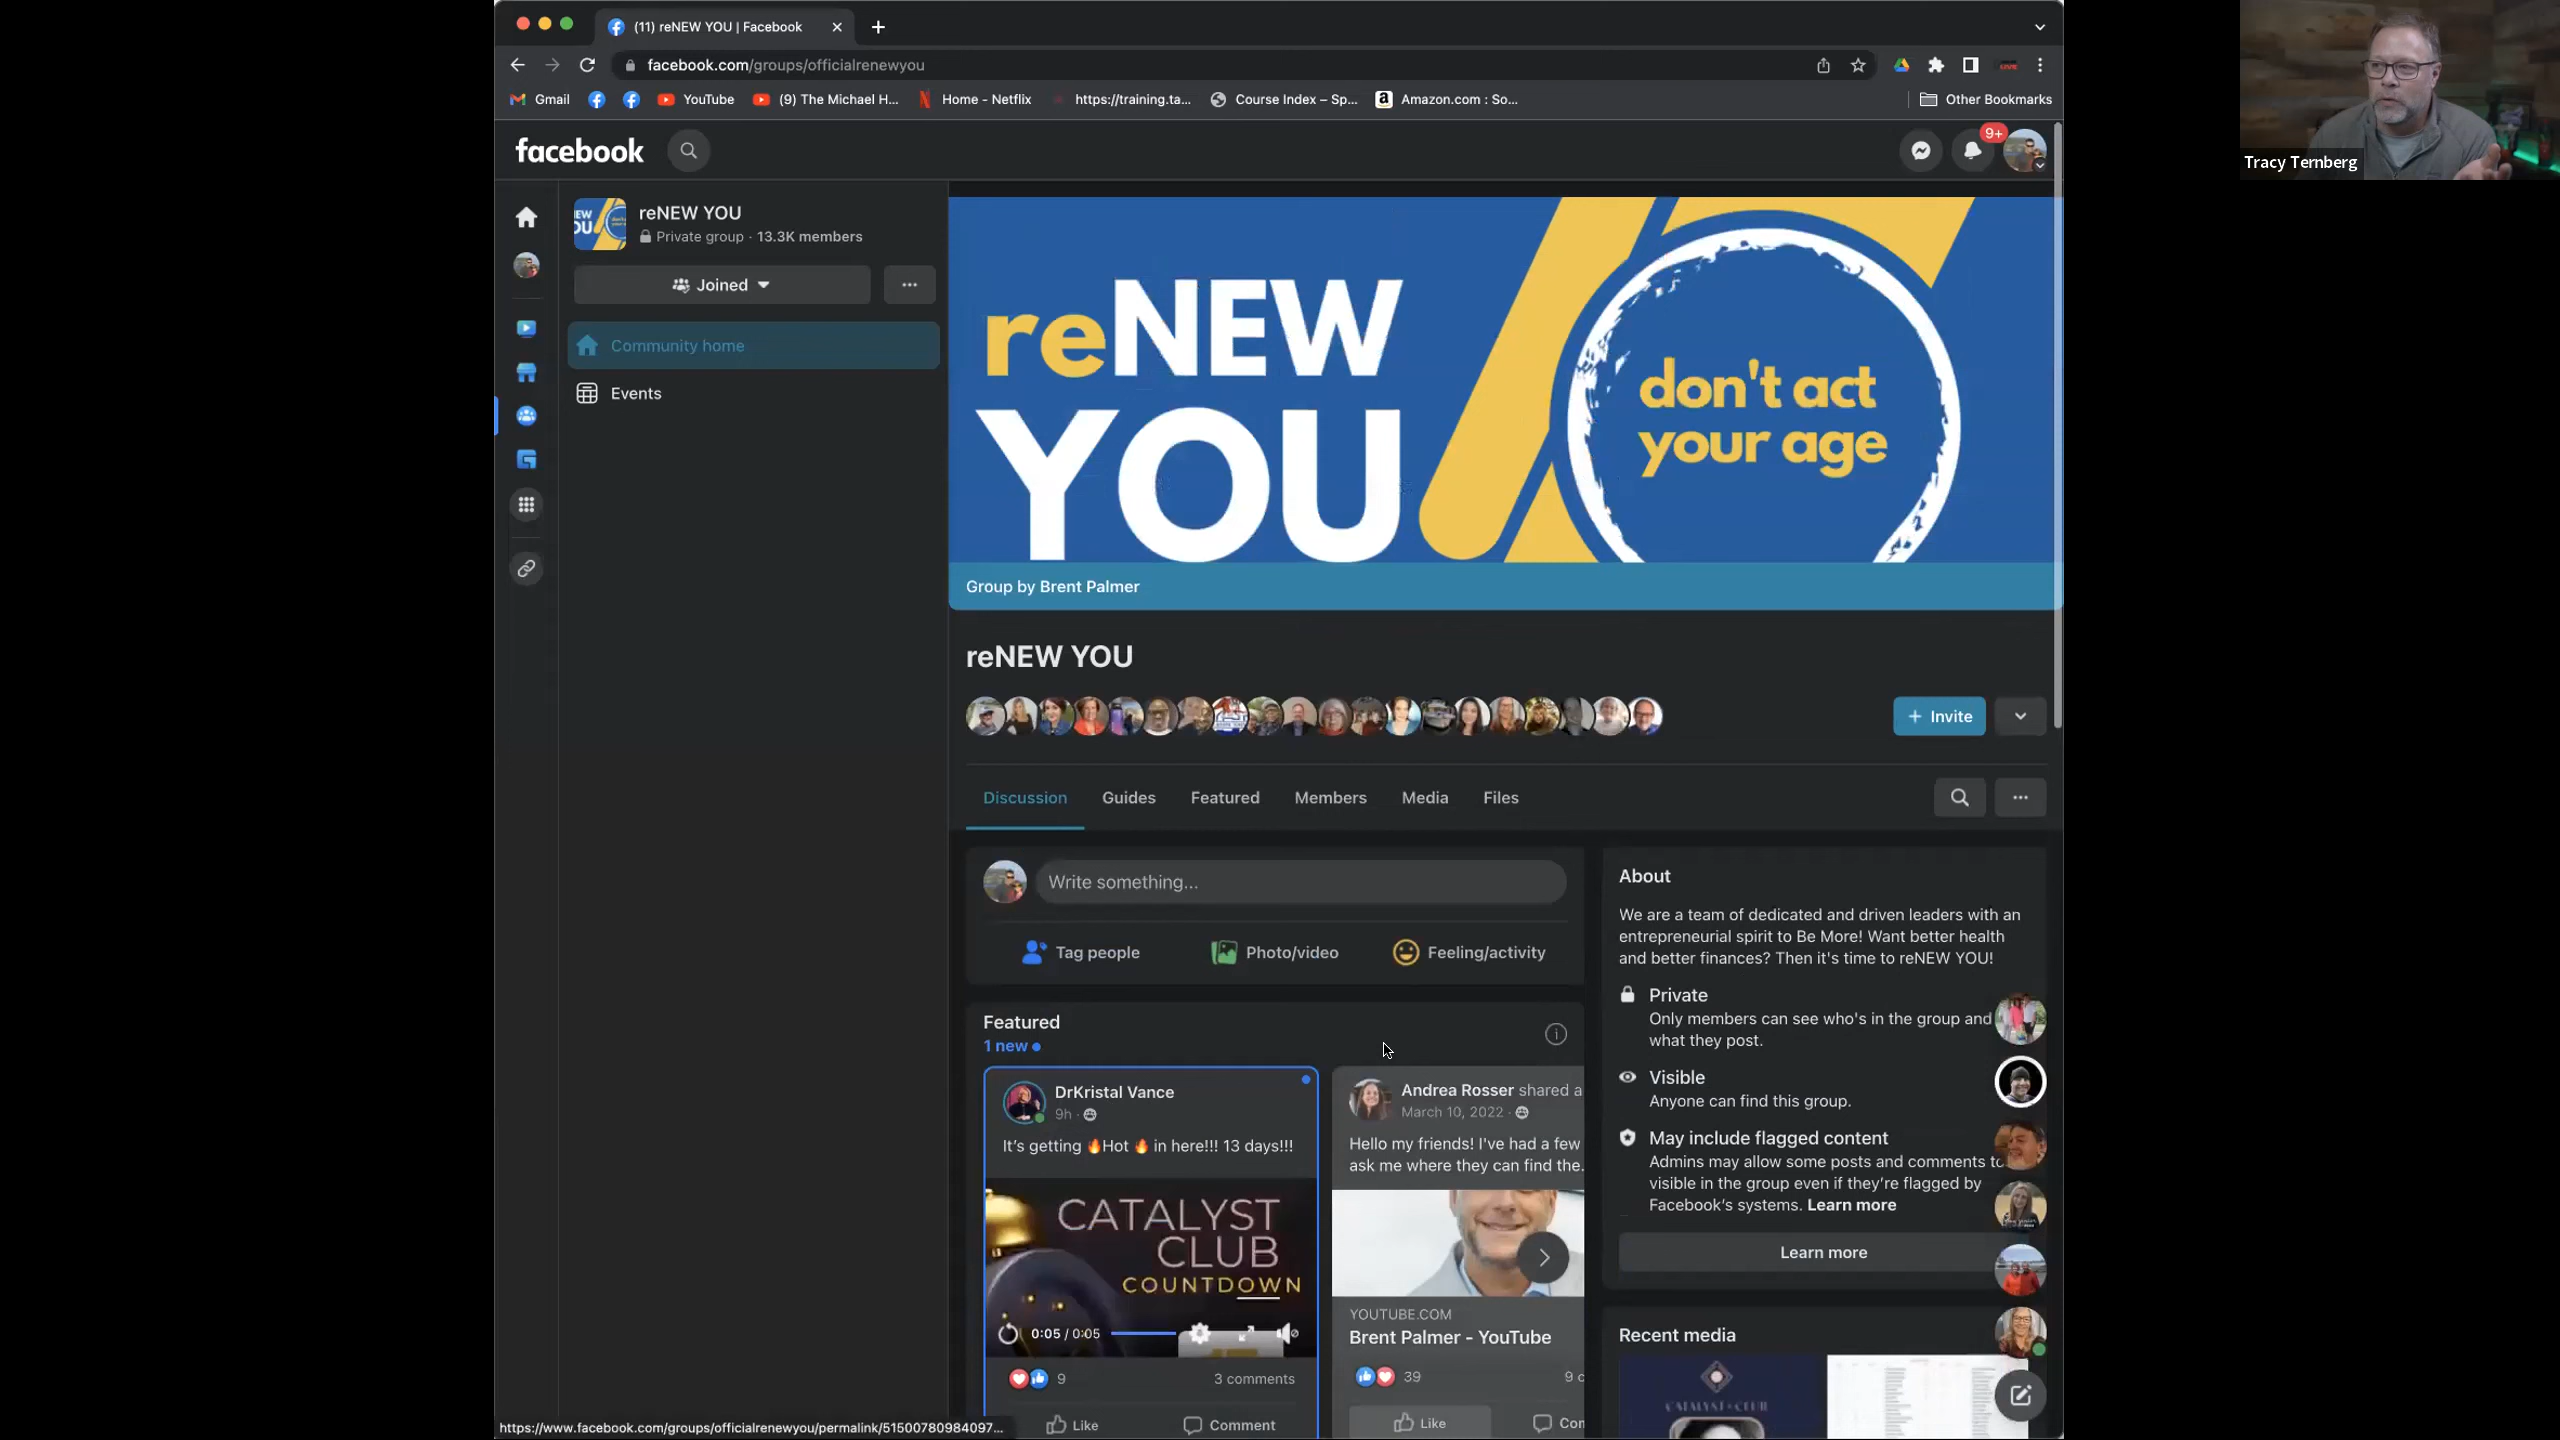 (11) reNEW YOU | Facebook
facebook.com/groups/officialrenewyou
Gmail
YouTube
(9) The Michael H...
Home - Netflix
https://training.ta...
Course Index – Sp...
Amazon.com : So...
Other Bookmarks
facebook
9+
Tracy Ternberg
reNEW YOU
Private group · 13.3K members
Joined
Community home
Events
reNEW
YOU
don't act
your age
Group by Brent Palmer
reNEW YOU
+ Invite
Discussion
Guides
Featured
Members
Media
Files
Write something...
Tag people
Photo/video
Feeling/activity
Featured
1 new
DrKristal Vance
9h
It's getting 🔥Hot 🔥 in here!!! 13 days!!!
CATALYST
CLUB
COUNTDOWN
0:05 / 0:05
9
3 comments
Like
Comment
Andrea Rosser shared a
March 10, 2022
Hello my friends! I've had a few
ask me where they can find the...
YOUTUBE.COM
Brent Palmer - YouTube
39
9 c
Like
Con
About
We are a team of dedicated and driven leaders with an
entrepreneurial spirit to Be More! Want better health
and better finances? Then it's time to reNEW YOU!
Private
Only members can see who's in the group and
what they post.
Visible
Anyone can find this group.
May include flagged content
Admins may allow some posts and comments to
visible in the group even if they're flagged by
Facebook's systems. Learn more
Learn more
Recent media
CATALYST CLUB
https://www.facebook.com/groups/officialrenewyou/permalink/51500780984097...